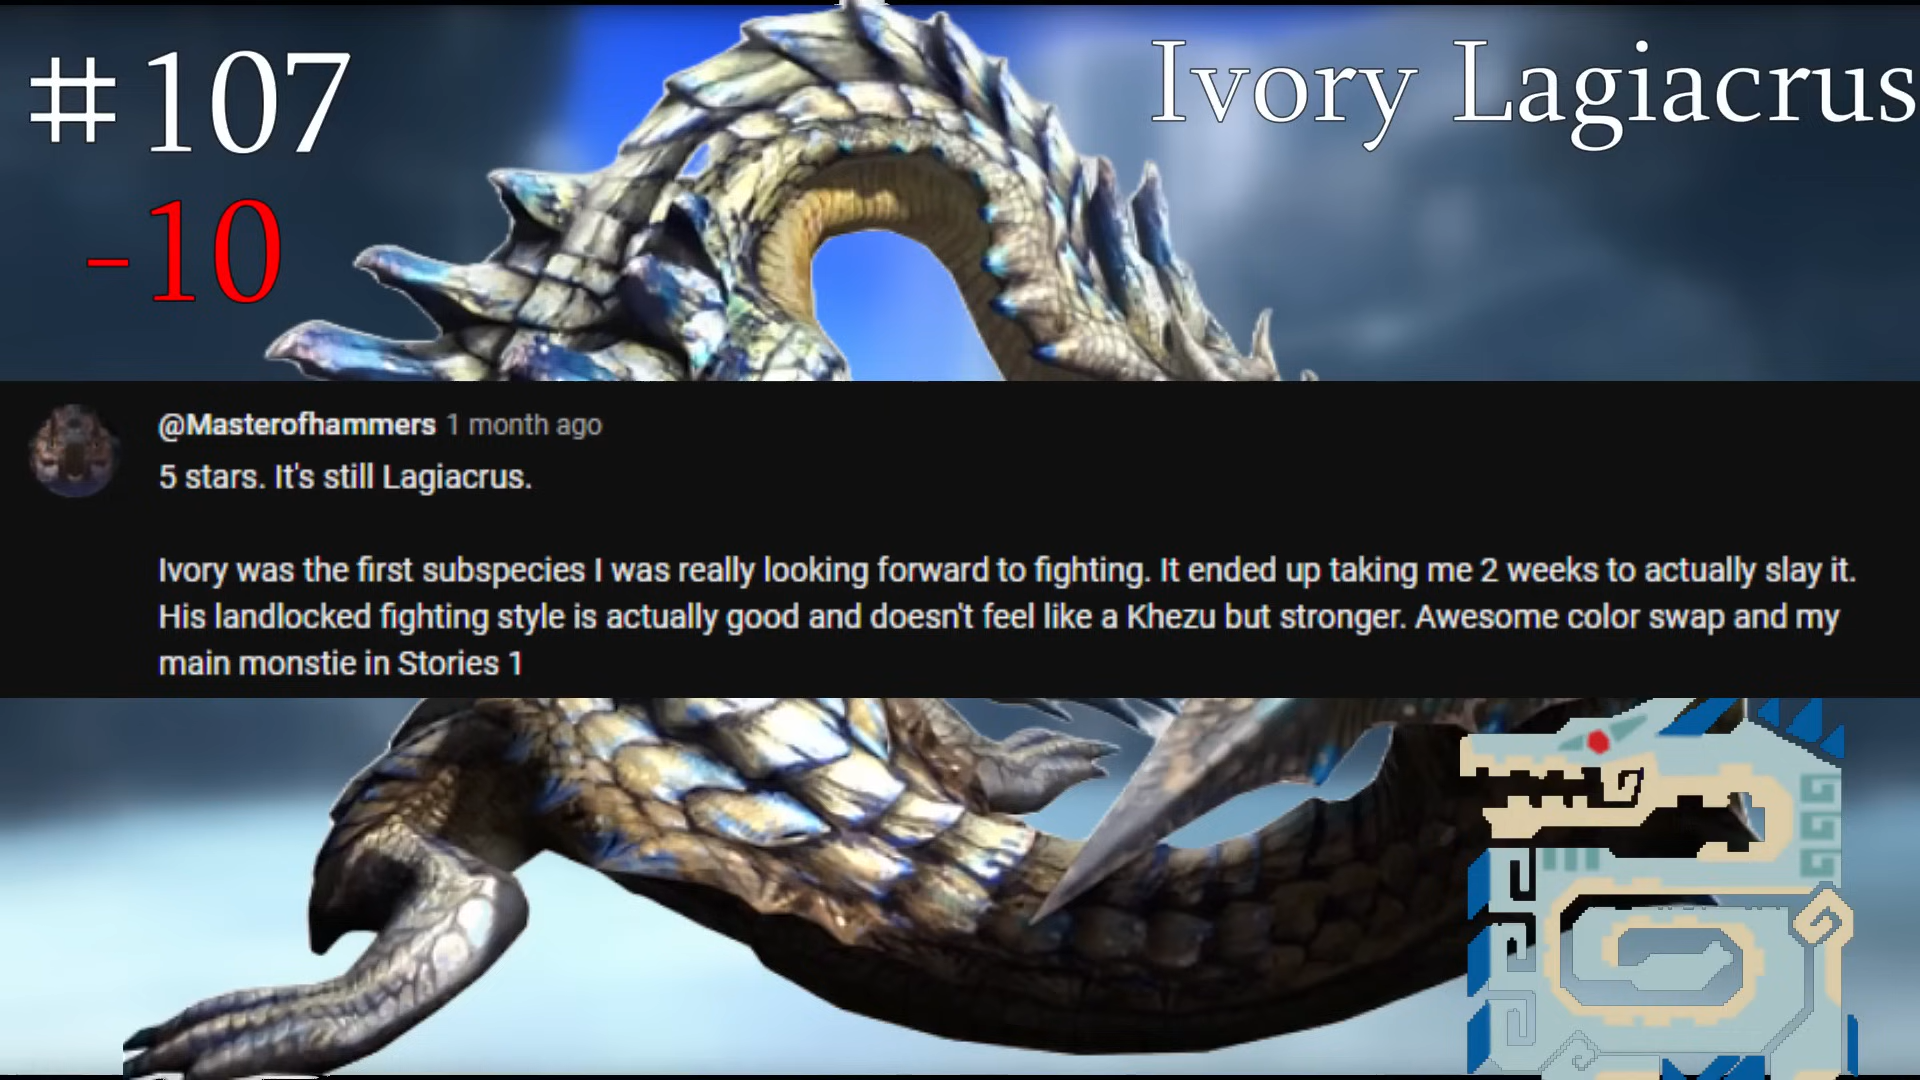 #107
Ivory Lagiacrus
-10
@Masterofhammers 1 month ago
5 stars. It's still Lagiacrus.
Ivory was the first subspecies I was really looking forward to fighting. It ended up taking me 2 weeks to actually slay it.
His landlocked fighting style is actually good and doesn't feel like a Khezu but stronger. Awesome color swap and my
main monstie in Stories 1